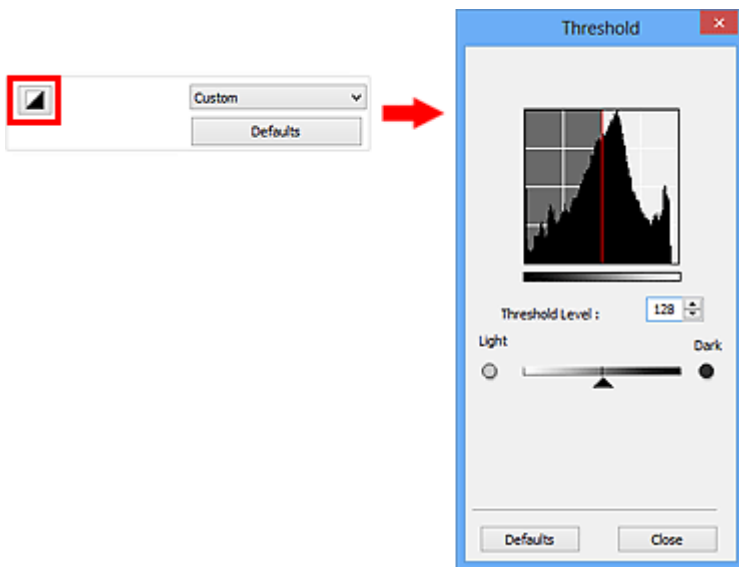 Custom
Defaults
Threshold
Threshold Level :
128
Light
Dark
Defaults
Close